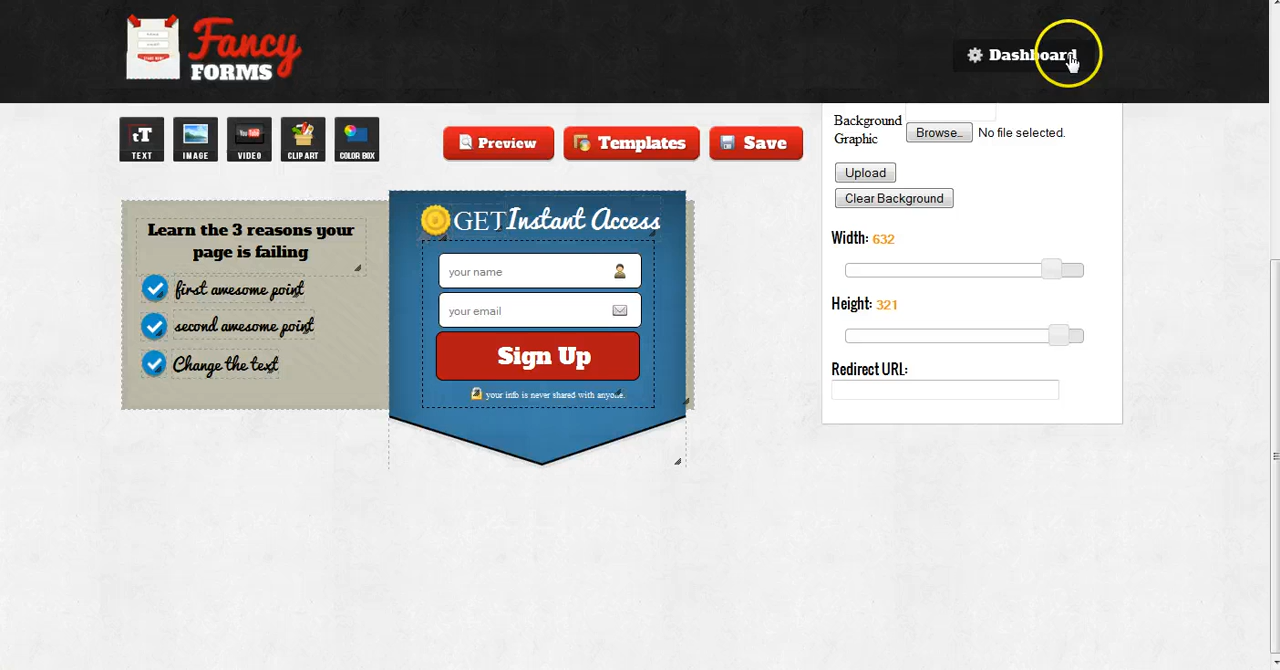 Fancy
FORMS
Dashboard
tT
TEXT
IMAGE
You Tube
VIDEO
CLIP ART
COLOR BOX
Preview
Templates
Save
Background
Graphic
Browse..
No file selected.
Upload
Clear Background
Width: 632
Height: 321
Redirect URL:
Learn the 3 reasons your
page is failing
first awesome point
second awesome point
Change the text
GET Instant Access
your name
your email
Sign Up
your info is never shared with anyone.